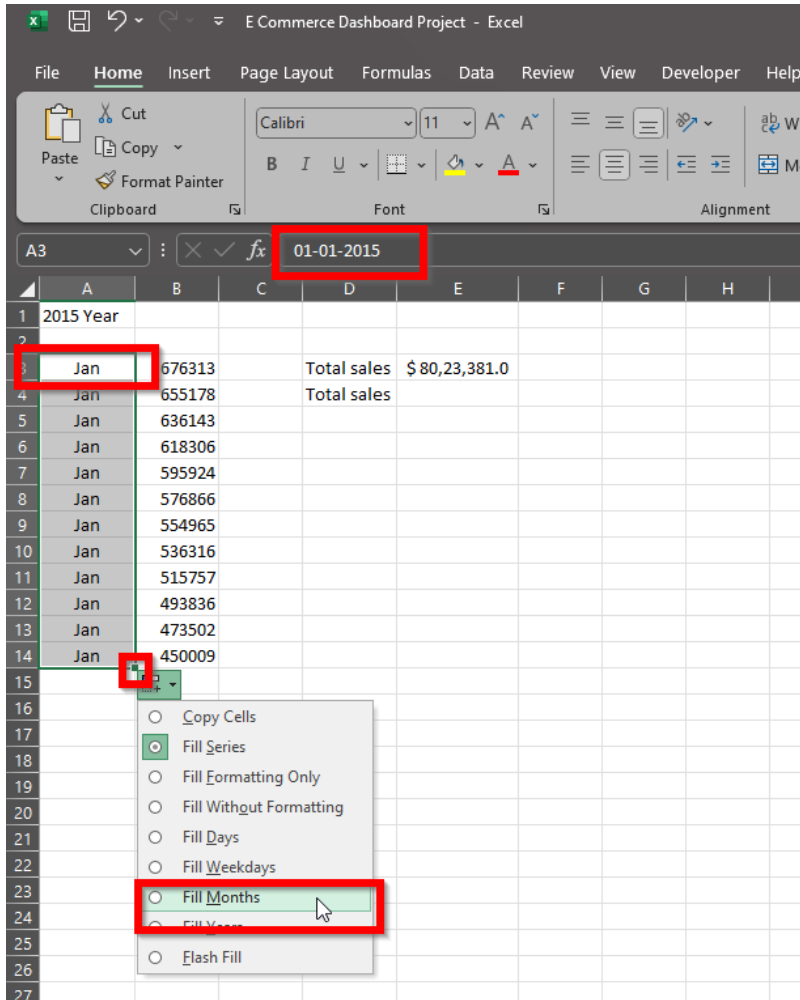 E Commerce Dashboard Project - Excel
File Home Insert Page Layout Formulas Data Review View Developer Help
Cut
Copy
Paste
Format Painter
Clipboard
Calibri 11 A A
B I U A
Font
ab
Alignment
A3 fx 01-01-2015
A B C D E F G H
1 2015 Year
2
3 Jan 676313 Total sales $ 80,23,381.0
4 Jan 655178 Total sales
5 Jan 636143
6 Jan 618306
7 Jan 595924
8 Jan 576866
9 Jan 554965
10 Jan 536316
11 Jan 515757
12 Jan 493836
13 Jan 473502
14 Jan 450009
15
16
17
18
19
20
21
22
23
24
25
26
27
Copy Cells
Fill Series
Fill Formatting Only
Fill Without Formatting
Fill Days
Fill Weekdays
Fill Months
Fill Years
Flash Fill